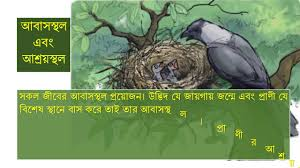 আবাসস্থল
এবং
আশ্রয়স্থল
সকল জীবের আবাসস্থল প্রয়োজন। উদ্ভিদ যে জায়গায় জন্মে এবং প্রাণী যে
বিশেষ স্থানে বাস করে তাই তার আবাসস্থ
ল । প্রা ণী র আ শ